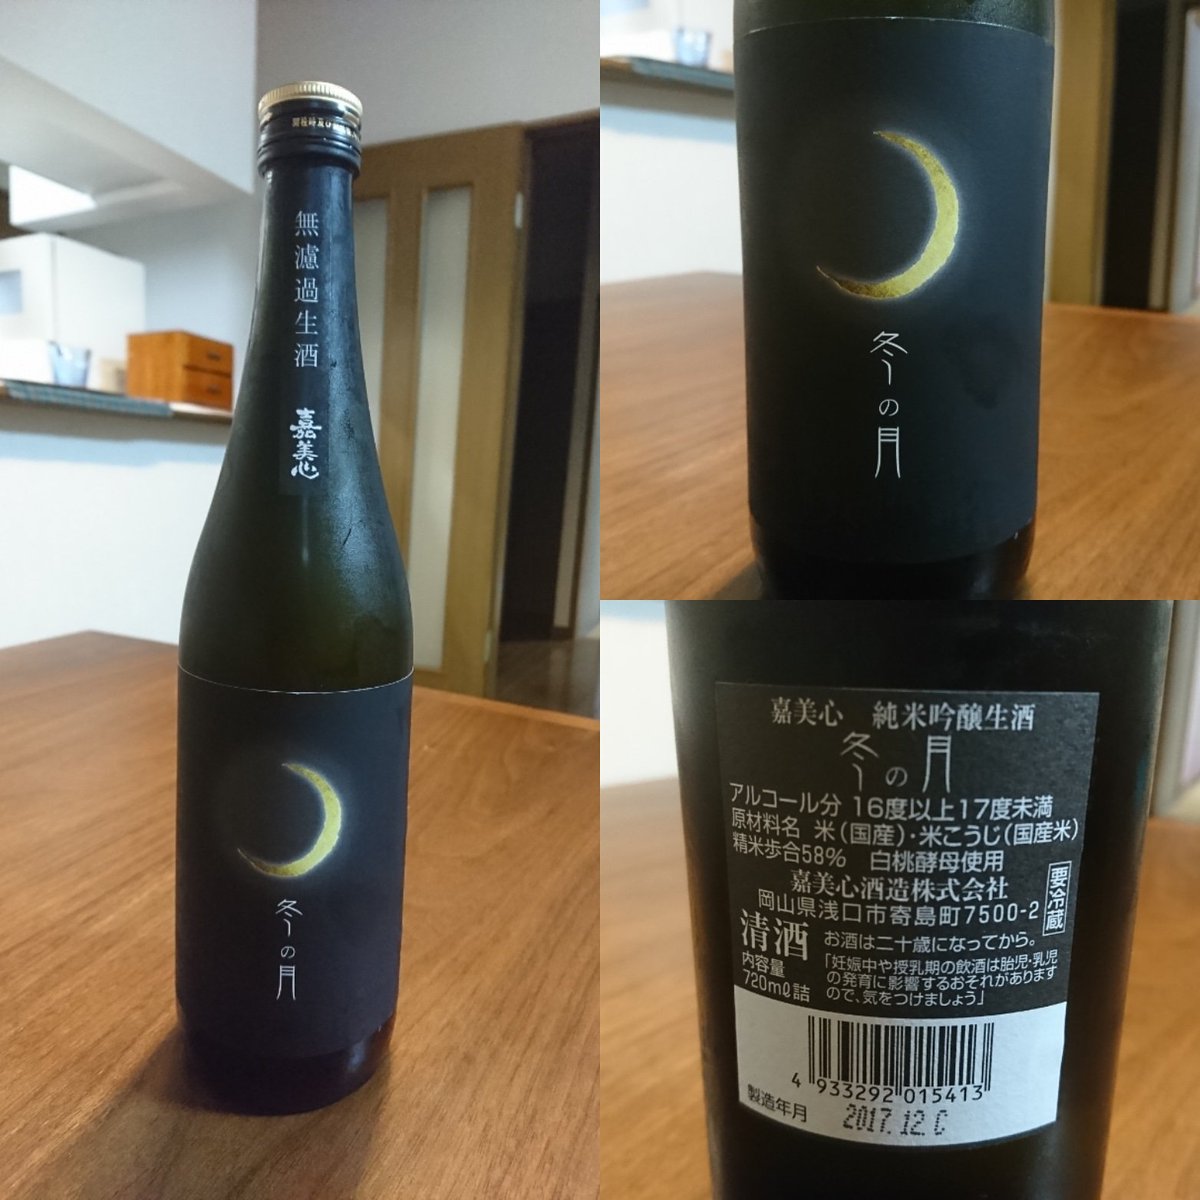 無濾過生酒
嘉美心
冬の月
冬の月
嘉美心 純米吟醸生酒
冬の月
アルコール分 16度以上17度未満
原材料名 米(国産)・米こうじ(国産米)
精米歩合58% 白桃酵母使用
嘉美心酒造株式会社
岡山県浅口市寄島町7500-2
要冷蔵
清酒
お酒は二十歳になってから。
内容量
720mℓ詰
「妊娠中や授乳期の飲酒は胎児・乳児
の発育に影響するおそれがあります
ので、気をつけましょう」
4 933292 015413
製造年月
2017.12.C